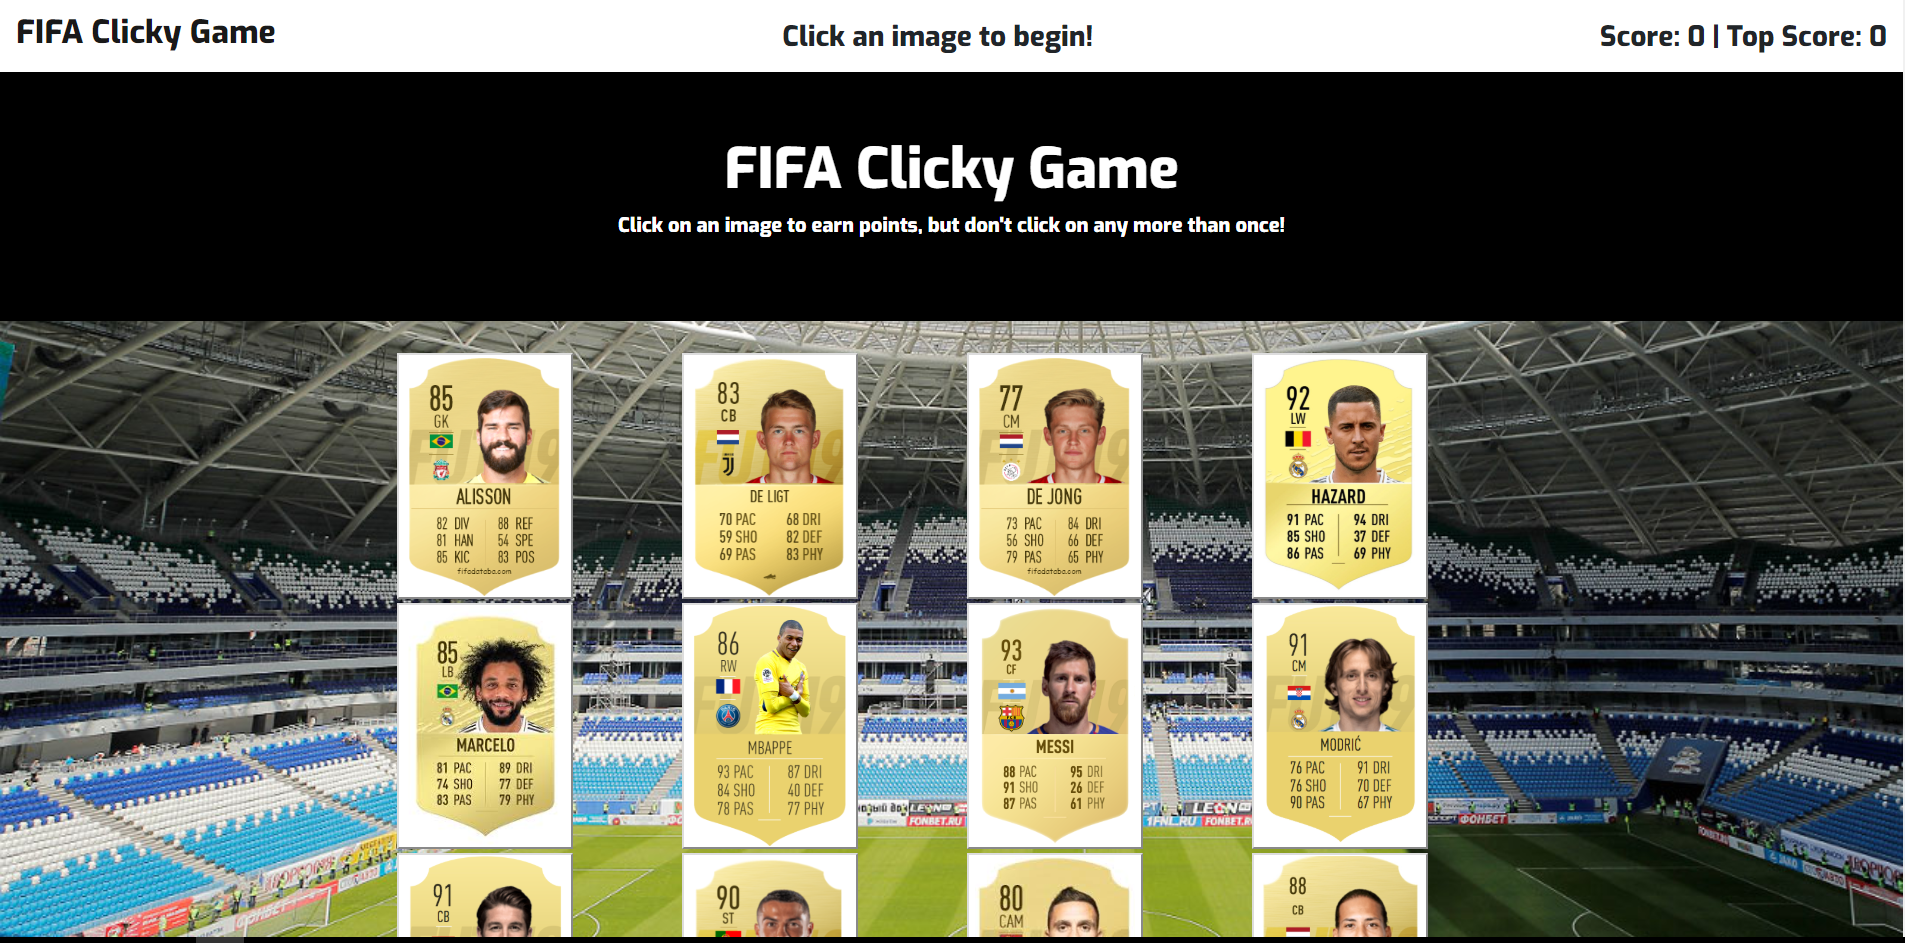 FIFA Clicky Game
Click an image to begin!
Score: 0 | Top Score: 0
FIFA Clicky Game
Click on an image to earn points, but don't click on any more than once!
85
GK
ALISSON
82 DIV 88 REF
81 HAN 54 SPE
85 KIC 83 POS
fifadataba.com
83
CB
DE LIGT
70 PAC 68 DRI
59 SHO 82 DEF
69 PAS 83 PHY
77
CM
DE JONG
73 PAC 84 DRI
56 SHO 66 DEF
79 PAS 65 PHY
fifadataba.com
92
LW
HAZARD
91 PAC 94 DRI
85 SHO 37 DEF
86 PAS 69 PHY
85
LB
MARCELO
81 PAC 89 DRI
74 SHO 77 DEF
83 PAS 79 PHY
86
RW
MBAPPE
93 PAC 87 DRI
84 SHO 40 DEF
78 PAS 77 PHY
93
CF
MESSI
88 PAC 95 DRI
91 SHO 26 DEF
87 PAS 61 PHY
91
CM
MODRIĆ
76 PAC 91 DRI
76 SHO 70 DEF
90 PAS 67 PHY
FONBET.RU
1FNL.RU
ФОНБЕТ
91
CB
90
ST
80
CAM
88
CB